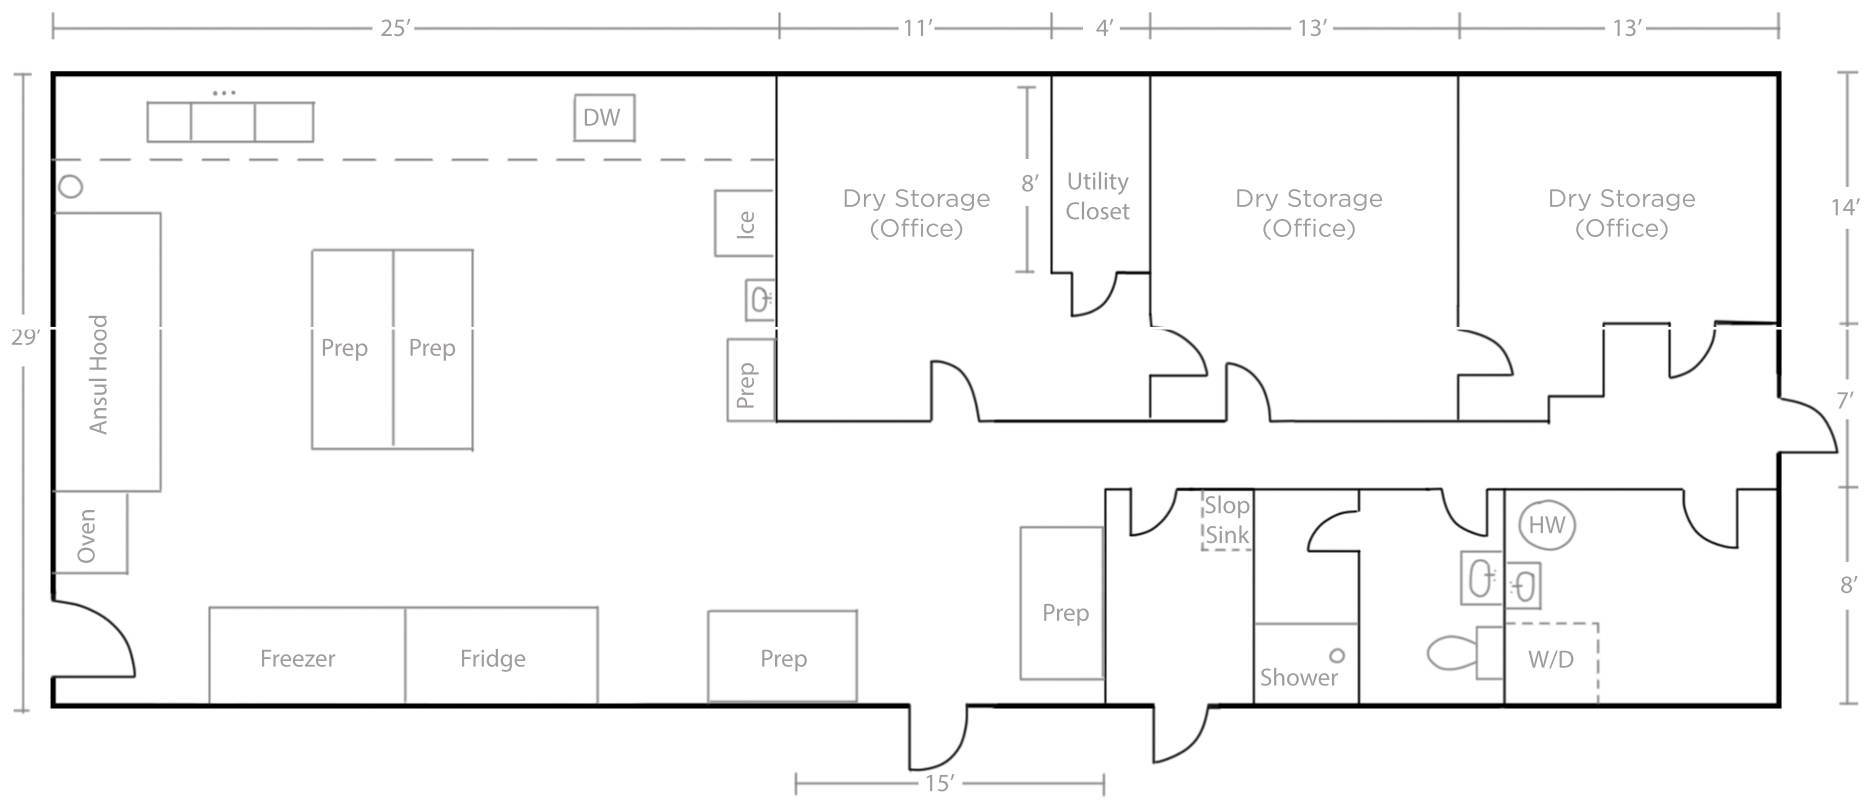 25’
11’
4’
13’
13’
DW
Ice
Dry Storage
(Office)
8’
Utility
Closet
Dry Storage
(Office)
Dry Storage
(Office)
14’
29’
Ansul Hood
Prep
Prep
Prep
7’
Oven
Slop
Sink
HW
8’
Freezer
Fridge
Prep
Prep
Shower
W/D
15’